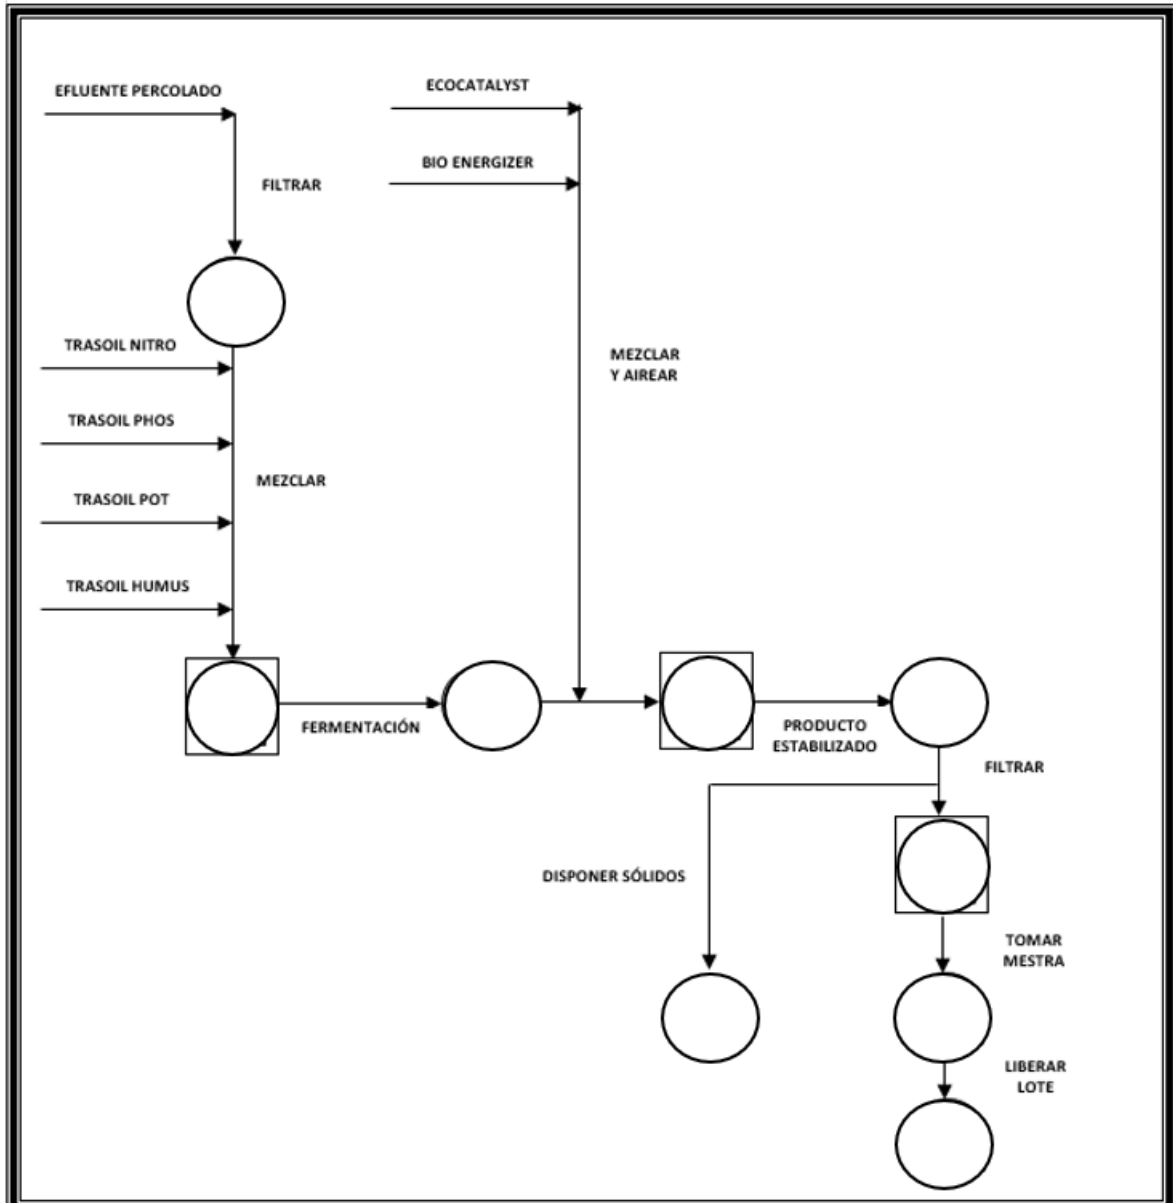 EFLUENTE PERCOLADO
ECOCATALYST
BIO ENERGIZER
FILTRAR
TRASOIL NITRO
MEZCLAR
Y AIREAR
TRASOIL PHOS
MEZCLAR
TRASOIL POT
TRASOIL HUMUS
FERMENTACIÓN
PRODUCTO
ESTABILIZADO
FILTRAR
DISPONER SÓLIDOS
TOMAR
MESTRA
LIBERAR
LOTE